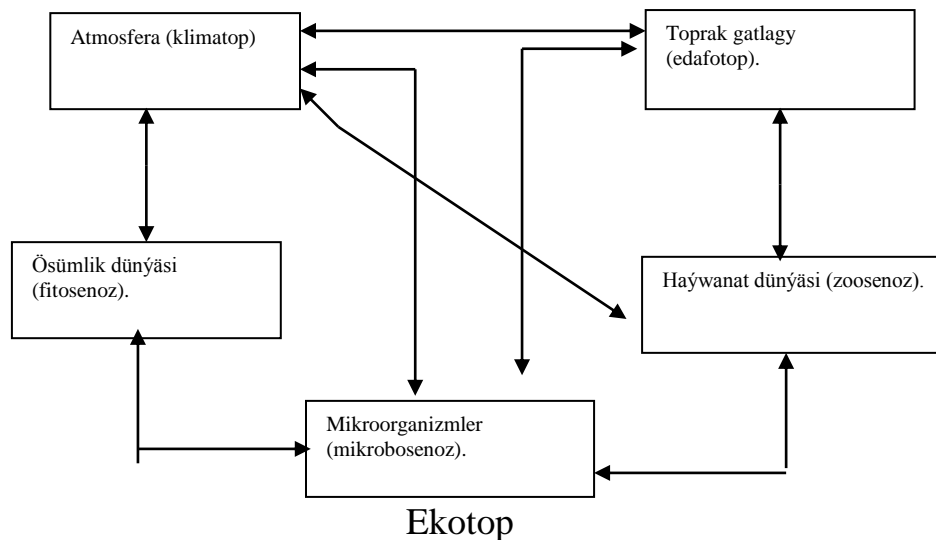 Atmosfera (klimatop)
Toprak gatlagy
(edafotop).
Ösümlik dünýäsi
(fitosenoz).
Haýwanat dünýäsi (zoosenoz).
Mikroorganizmler
(mikrobosenoz).
Ekotop